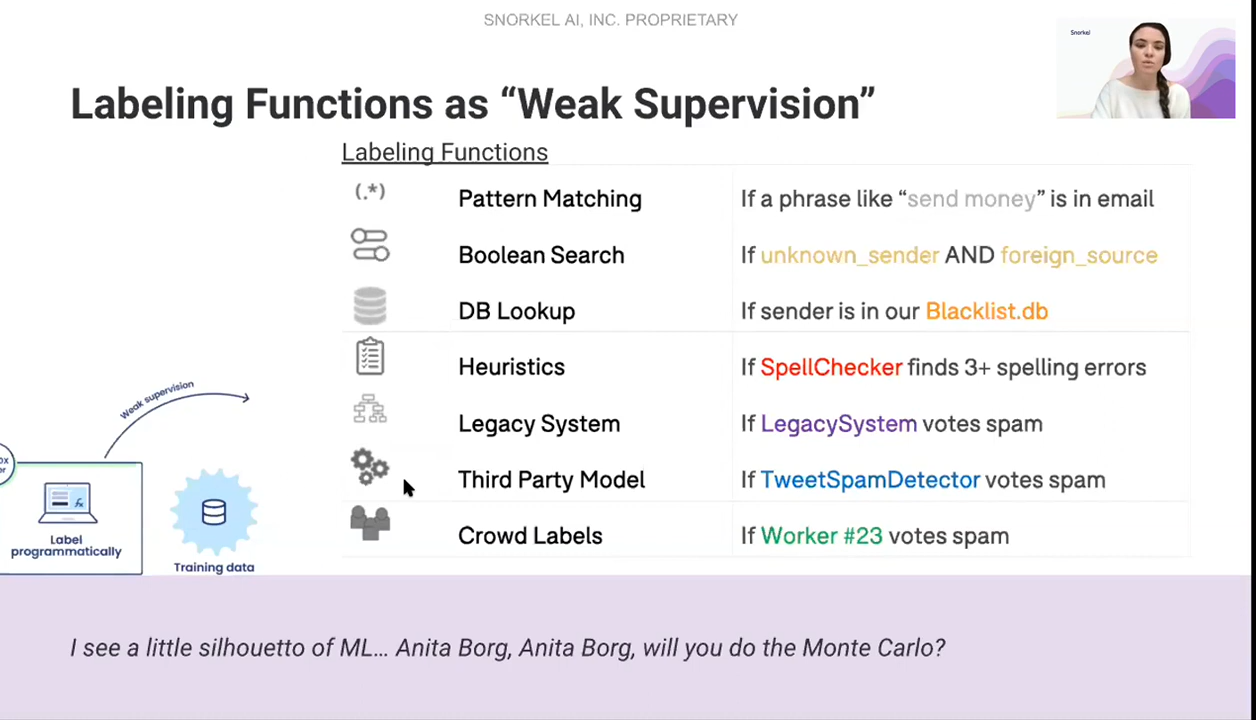 SNORKEL AI, INC. PROPRIETARY
Snorkel
Labeling Functions as “Weak Supervision”
Labeling Functions
(.*) Pattern Matching If a phrase like “send money” is in email
Boolean Search If unknown_sender AND foreign_source
DB Lookup If sender is in our Blacklist.db
Heuristics If SpellChecker finds 3+ spelling errors
Legacy System If LegacySystem votes spam
Third Party Model If TweetSpamDetector votes spam
Crowd Labels If Worker #23 votes spam
Weak supervision
fx
Label
programmatically
Training data
I see a little silhouetto of ML... Anita Borg, Anita Borg, will you do the Monte Carlo?